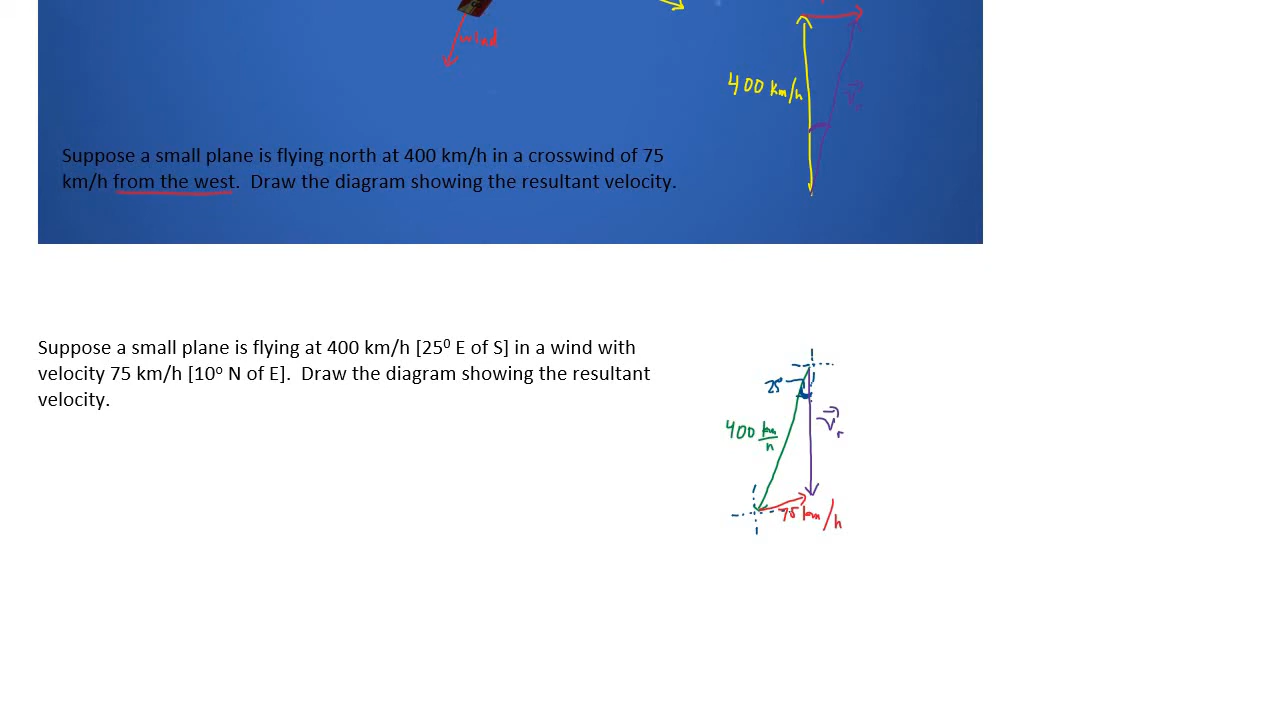 wind
400 km/h
V⃗r
Suppose a small plane is flying north at 400 km/h in a crosswind of 75
km/h from the west.  Draw the diagram showing the resultant velocity.
Suppose a small plane is flying at 400 km/h [25⁰ E of S] in a wind with
velocity 75 km/h [10ᵒ N of E].  Draw the diagram showing the resultant
velocity.
25°
400 km/h
V⃗r
75 km/h